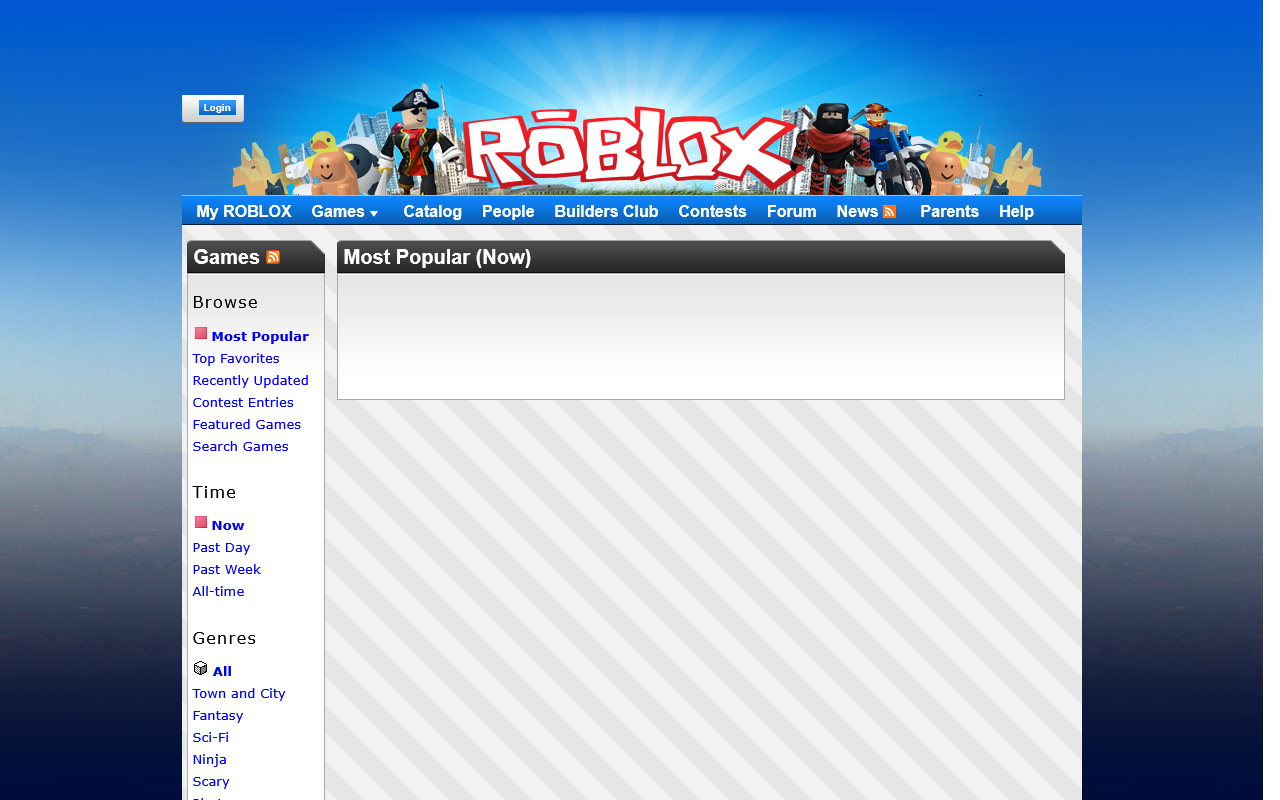 Login
RŌBLOX
My ROBLOX Games Catalog People Builders Club Contests Forum News Parents Help
Games
Browse
Most Popular
Top Favorites
Recently Updated
Contest Entries
Featured Games
Search Games
Time
Now
Past Day
Past Week
All-time
Genres
All
Town and City
Fantasy
Sci-Fi
Ninja
Scary
Most Popular (Now)